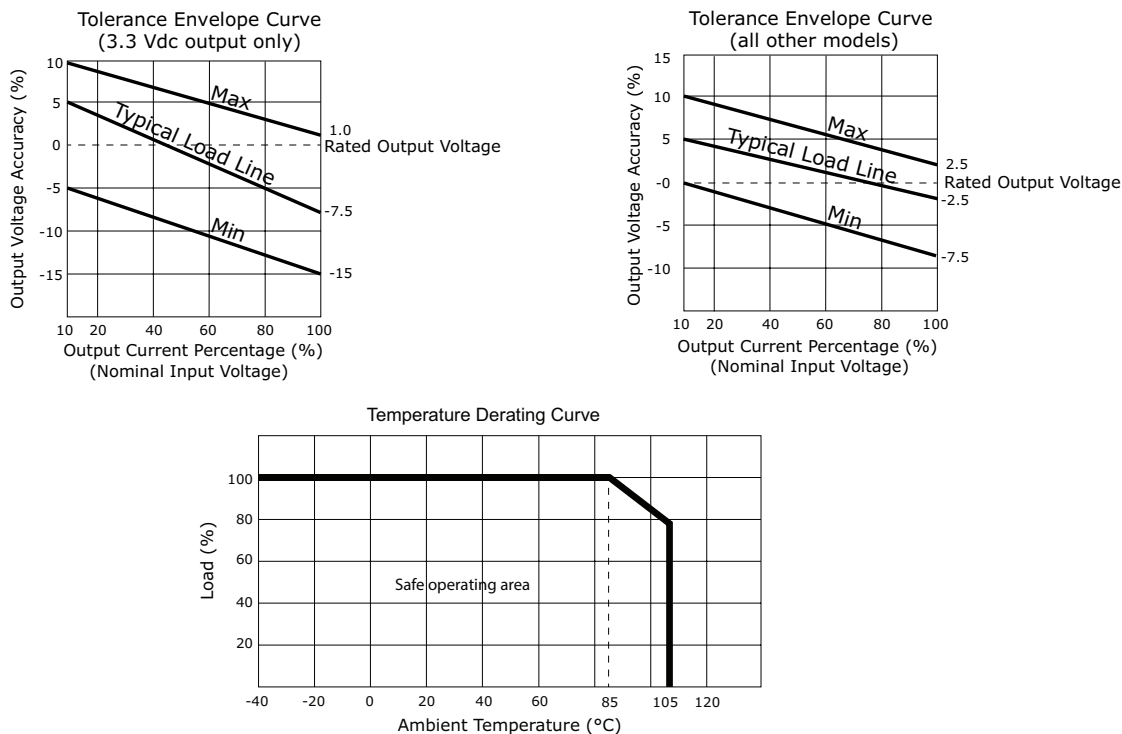 Tolerance Envelope Curve
(3.3 Vdc output only)
Output Voltage Accuracy (%)
10
5
0
-5
-10
-15
Max
Typical Load Line
Min
1.0
Rated Output Voltage
-7.5
-15
10 20 40 60 80 100
Output Current Percentage (%)
(Nominal Input Voltage)
Tolerance Envelope Curve
(all other models)
Output Voltage Accuracy (%)
15
10
5
-0
-5
-10
Max
Typical Load Line
Min
2.5
Rated Output Voltage
-2.5
-7.5
10 20 40 60 80 100
Output Current Percentage (%)
(Nominal Input Voltage)
Temperature Derating Curve
Load (%)
100
80
60
40
20
Safe operating area
-40 -20 0 20 40 60 85 105 120
Ambient Temperature (°C)